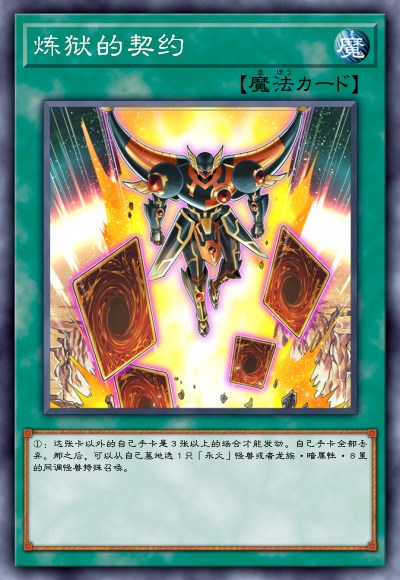 炼狱的契约
魔
【魔法カード】
ま ほう
①：这张卡以外的自己手卡是3张以上的场合才能发动。自己手卡全部丢
弃。那之后，可以从自己墓地选1只「永火」怪兽或者龙族·暗属性·8星
的同调怪兽特殊召唤。